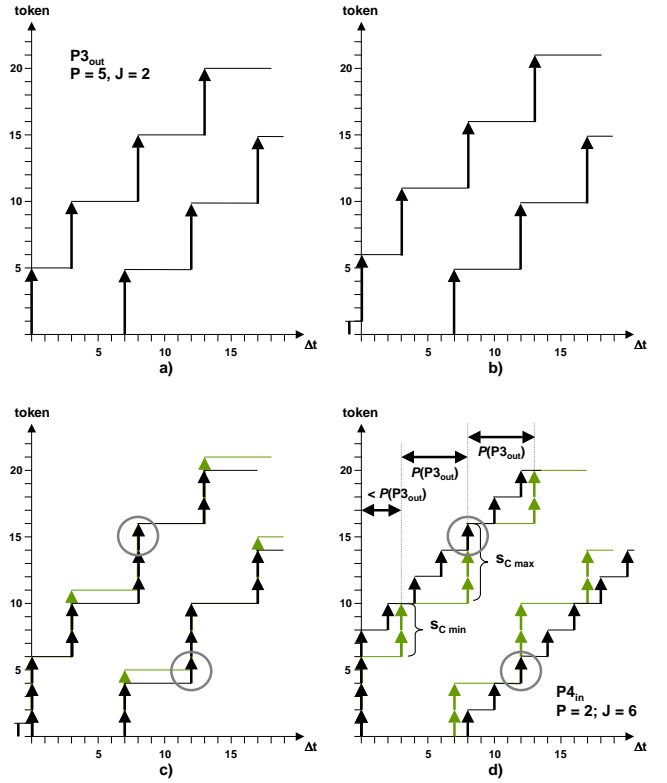 token
20
15
10
5
P3out
P = 5, J = 2
5
10
15
Δt
a)
token
20
15
10
5
5
10
15
Δt
b)
token
20
15
10
5
5
10
15
Δt
c)
token
20
15
10
5
P(P3out)
P(P3out)
< P(P3out)
sC max
sC min
P4in
P = 2; J = 6
5
10
15
Δt
d)